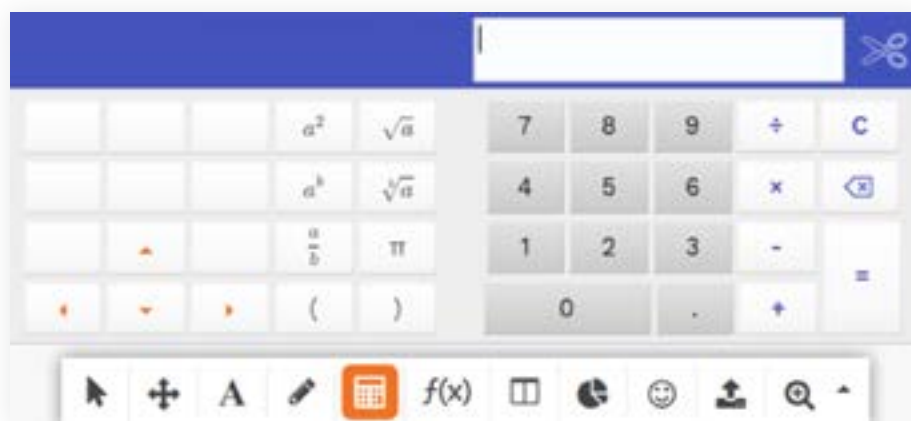 a² √a 7 8 9 ÷ C
aᵇ ᵇ√a 4 5 6 ×
a/b π 1 2 3 - =
( ) 0 . +
A f(x)